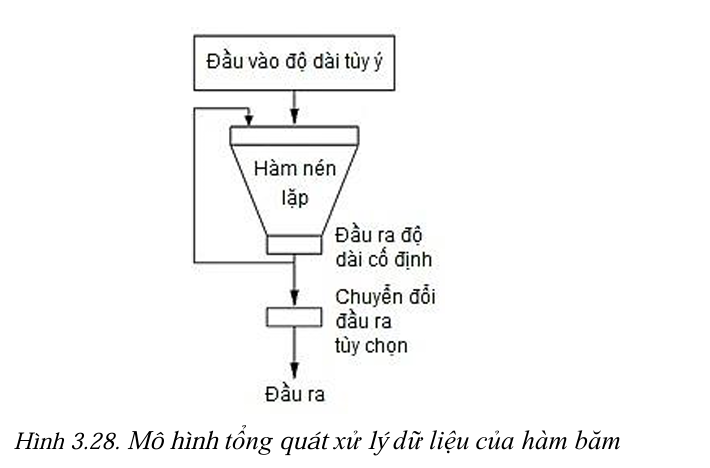 Đầu vào độ dài tùy ý
Hàm nén
lặp
Đầu ra độ
dài cố định
Chuyển đổi
đầu ra
tùy chọn
Đầu ra
Hình 3.28. Mô hình tổng quát xử lý dữ liệu của hàm băm